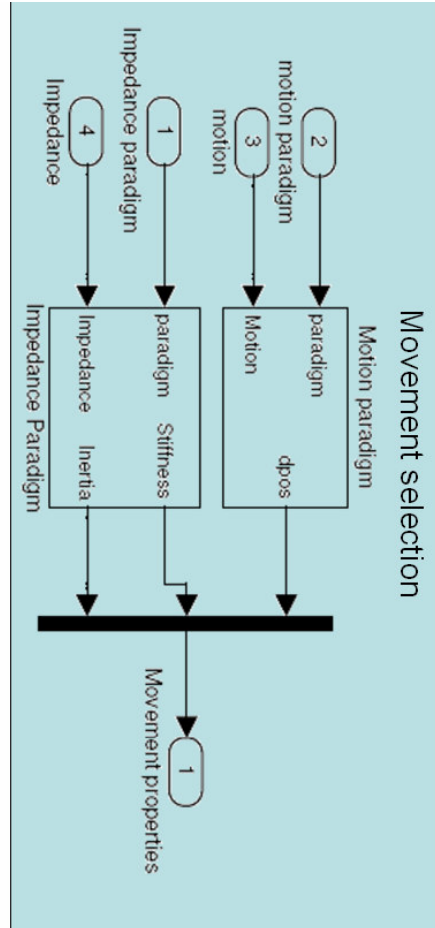 Movement selection
Motion paradigm
2
motion paradigm
paradigm
dpos
3
motion
Motion
1
Impedance paradigm
paradigm
Stiffness
4
Impedance
Impedance
Inertia
Impedance Paradigm
1
Movement properties